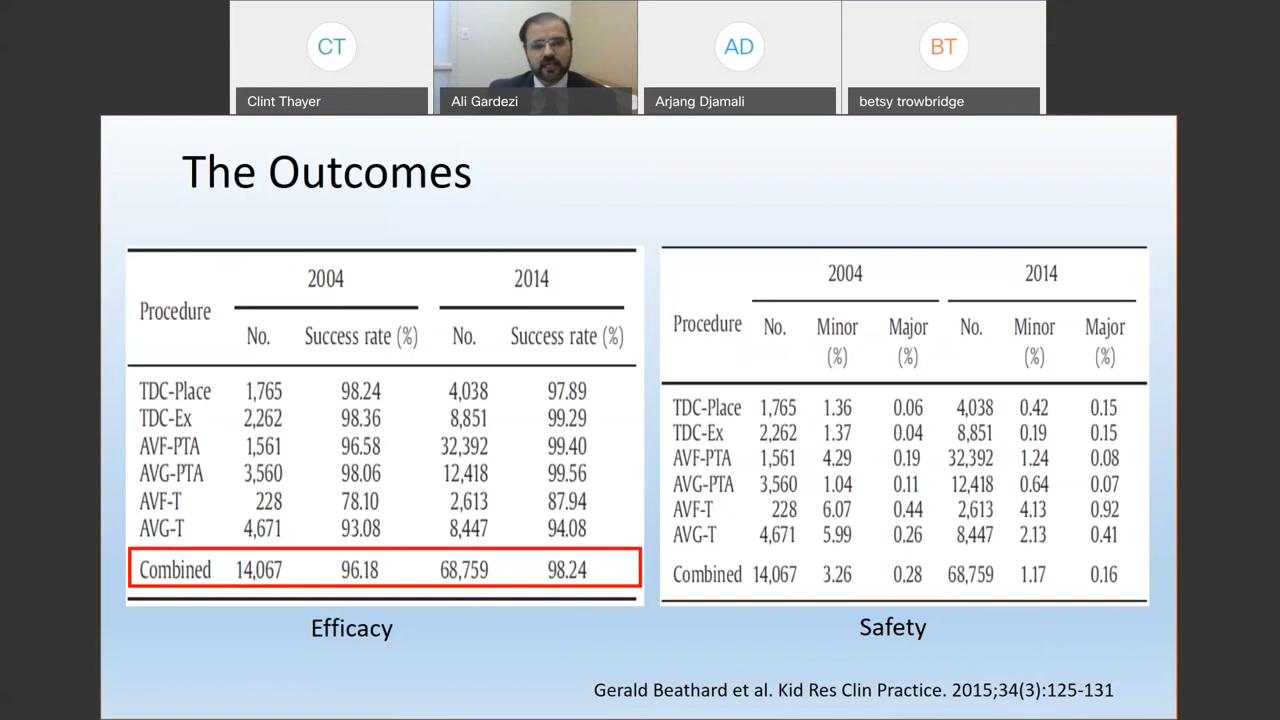 CT
AD
BT
Clint Thayer
Ali Gardezi
Arjang Djamali
betsy trowbridge
The Outcomes
2004 2014
Procedure
No. Success rate (%) No. Success rate (%)
TDC-Place 1,765 98.24 4,038 97.89
TDC-Ex 2,262 98.36 8,851 99.29
AVF-PTA 1,561 96.58 32,392 99.40
AVG-PTA 3,560 98.06 12,418 99.56
AVF-T 228 78.10 2,613 87.94
AVG-T 4,671 93.08 8,447 94.08
Combined 14,067 96.18 68,759 98.24
Efficacy
2004 2014
Procedure No. Minor Major No. Minor Major
(%) (%) (%) (%)
TDC-Place 1,765 1.36 0.06 4,038 0.42 0.15
TDC-Ex 2,262 1.37 0.04 8,851 0.19 0.15
AVF-PTA 1,561 4.29 0.19 32,392 1.24 0.08
AVG-PTA 3,560 1.04 0.11 12,418 0.64 0.07
AVF-T 228 6.07 0.44 2,613 4.13 0.92
AVG-T 4,671 5.99 0.26 8,447 2.13 0.41
Combined 14,067 3.26 0.28 68,759 1.17 0.16
Safety
Gerald Beathard et al. Kid Res Clin Practice. 2015;34(3):125-131